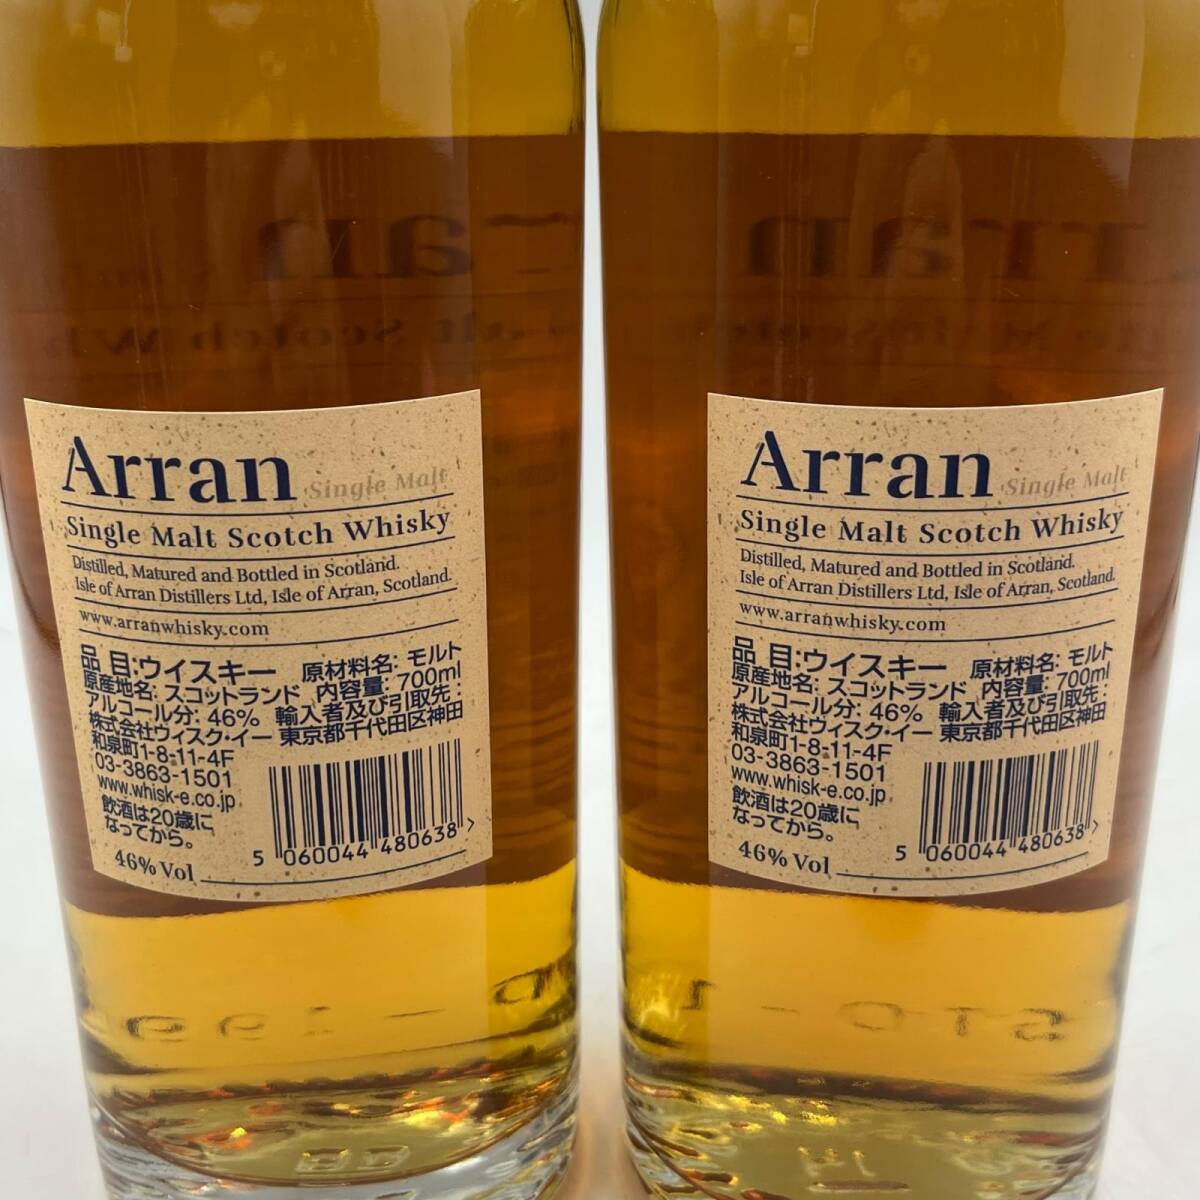 Arran
Single Malt
Single Malt Scotch Whisky
Distilled, Matured and Bottled in Scotland.
Isle of Arran Distillers Ltd, Isle of Arran, Scotland.
www.arranwhisky.com
品 目:ウイスキー 原材料名: モルト
原産地名: スコットランド 内容量: 700ml
アルコール分: 46% 輸入者及び引取先:
株式会社ウィスク・イー 東京都千代田区神田
和泉町1-8-11-4F
03-3863-1501
www.whisk-e.co.jp
飲酒は20歳に
なってから。
5 060044 480638 >
46% Vol
Arran
Single Malt
Single Malt Scotch Whisky
Distilled, Matured and Bottled in Scotland.
Isle of Arran Distillers Ltd, Isle of Arran, Scotland.
www.arranwhisky.com
品 目:ウイスキー 原材料名: モルト
原産地名: スコットランド 内容量: 700ml
アルコール分: 46% 輸入者及び引取先:
株式会社ウィスク・イー 東京都千代田区神田
和泉町1-8-11-4F
03-3863-1501
www.whisk-e.co.jp
飲酒は20歳に
なってから。
5 060044 480638 >
46% Vol